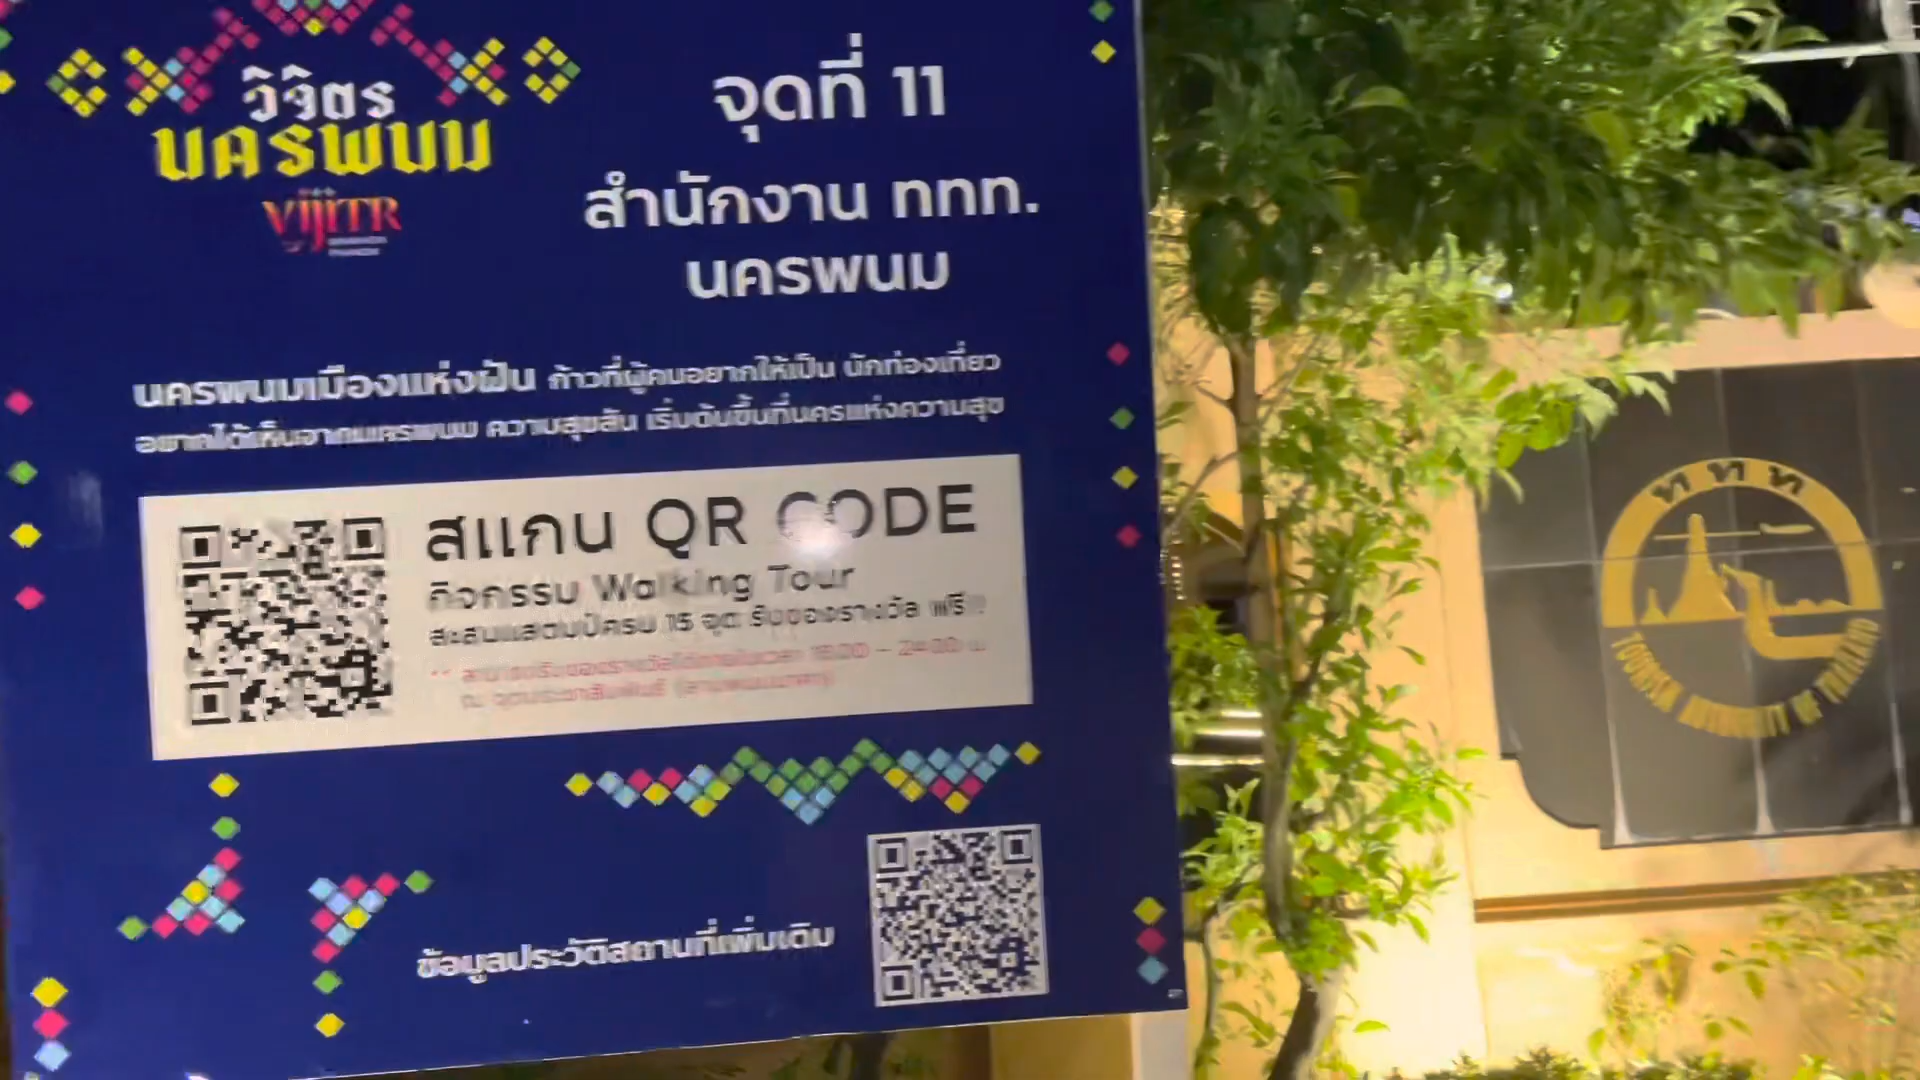 วิจิตร
นครพนม
VIJITR
จุดที่ 11
สำนักงาน ททท.
นครพนม
นครพนมเมืองแห่งฝัน ก้าวที่ผู้คนอยากให้เป็น นักท่องเที่ยว
อยากได้เห็นจากนครพนม ความสุขสันต์ เริ่มต้นขึ้นที่นครแห่งความสุข
สแกน QR CODE
กิจกรรม Walking Tour
สะสมแสตมป์ครบ 15 จุด รับของรางวัล ฟรี!!
ข้อมูลประวัติสถานที่เพิ่มเติม
ททท
TOURISM AUTHORITY OF THAILAND